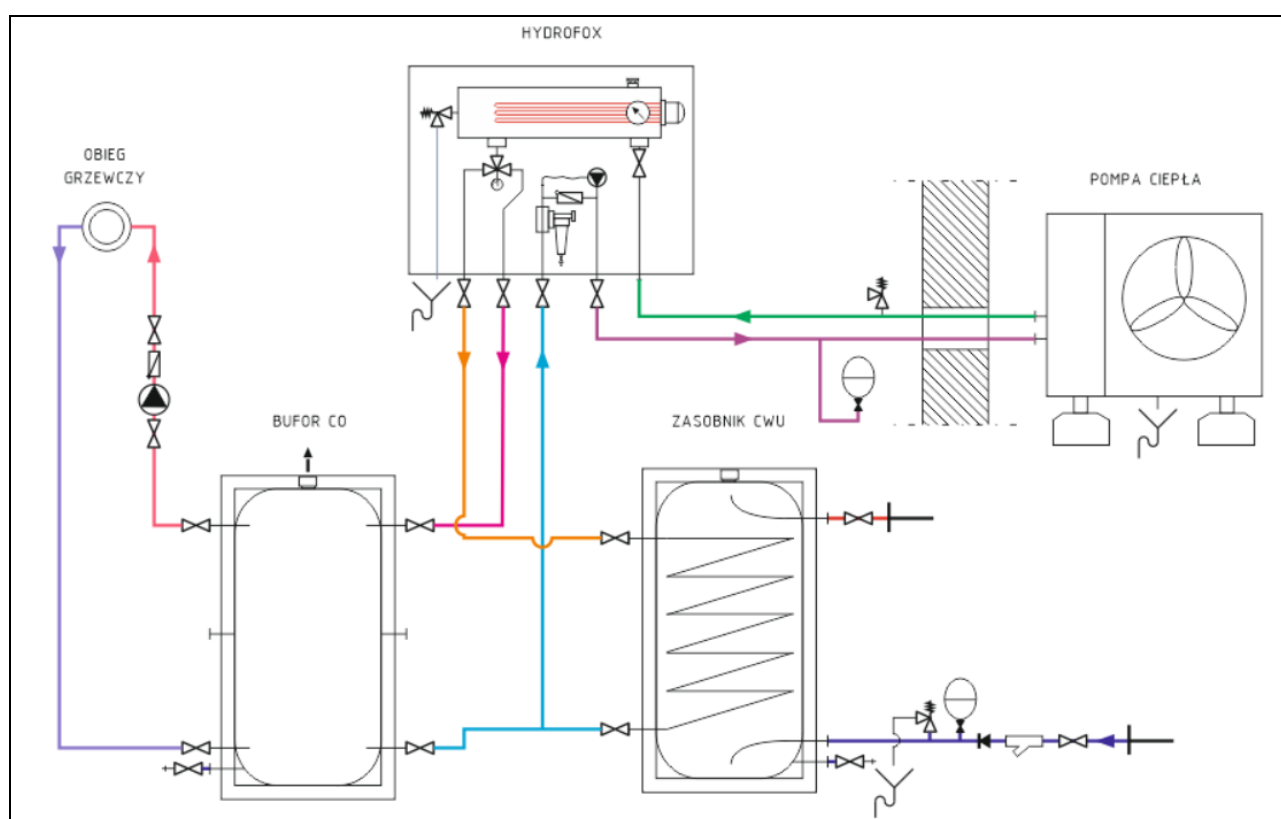 HYDROFOX
OBIEG
GRZEWCZY
POMPA CIEPŁA
BUFOR CO
ZASOBNIK CWU